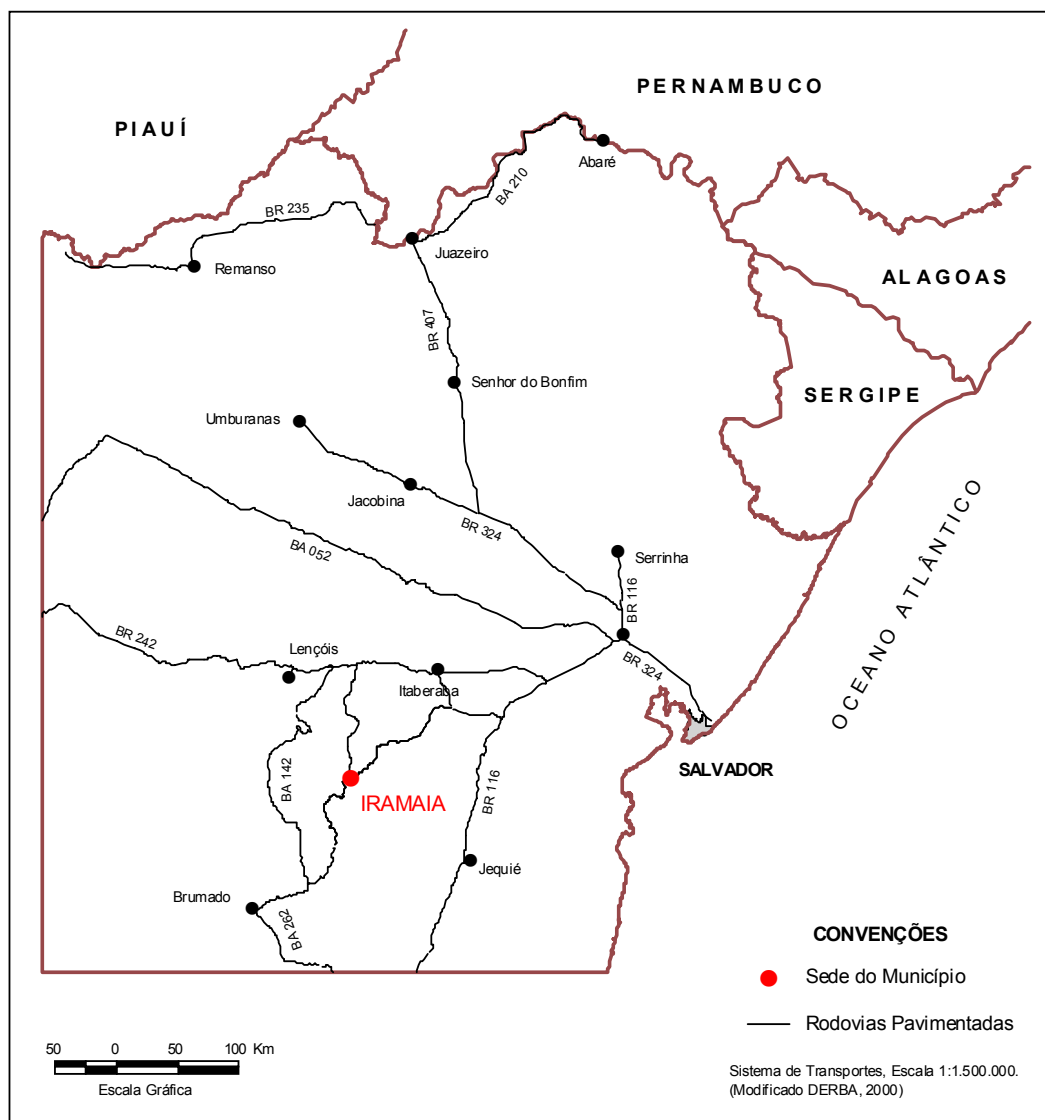 PERNAMBUCO
PIAUÍ
Abaré
BA 210
BR 235
Juazeiro
Remanso
ALAGOAS
BR 407
Senhor do Bonfim
SERGIPE
Umburanas
Jacobina
BR 324
OCEANO ATLÂNTICO
BA 052
Serrinha
BR 116
BR 242
Lençóis
Itaberaba
BR 324
SALVADOR
BA 142
BR 116
IRAMAIA
Jequié
Brumado
BA 262
CONVENÇÕES
Sede do Município
Rodovias Pavimentadas
50 0 50 100 Km
Escala Gráfica
Sistema de Transportes, Escala 1:1.500.000.
(Modificado DERBA, 2000)